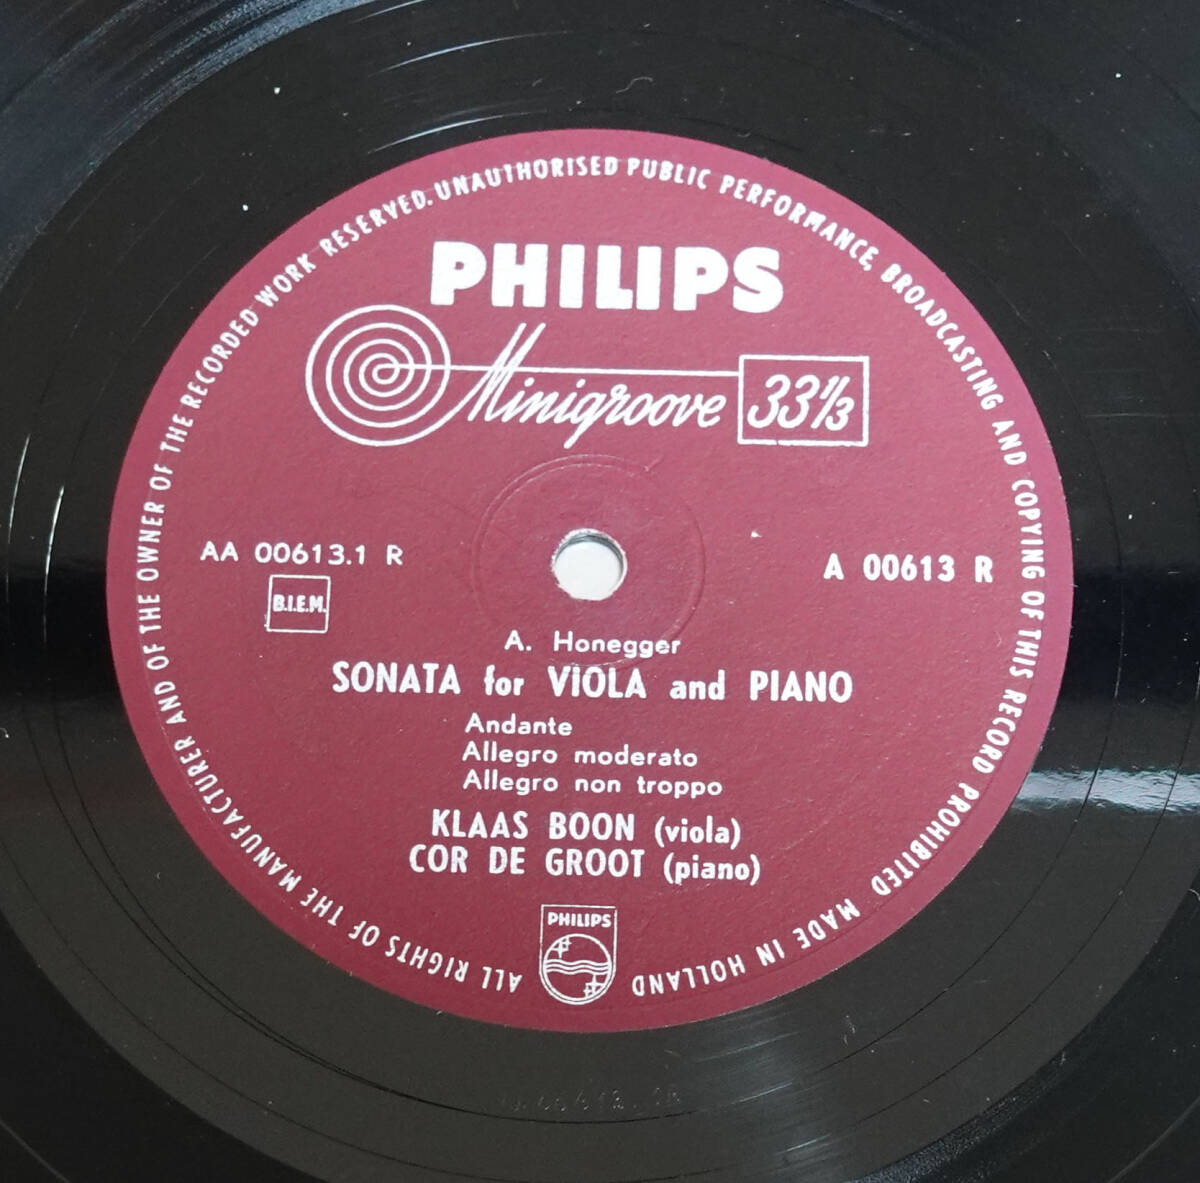 ALL RIGHTS OF THE MANUFACTURER AND OF THE OWNER OF THE RECORDED WORK RESERVED. UNAUTHORISED PUBLIC PERFORMANCE, BROADCASTING AND COPYING OF THIS RECORD PROHIBITED MADE IN HOLLAND
PHILIPS
Minigroove 33⅓
AA 00613.1 R
A 00613 R
B.I.E.M.
A. Honegger
SONATA for VIOLA and PIANO
Andante
Allegro moderato
Allegro non troppo
KLAAS BOON (viola)
COR DE GROOT (piano)
PHILIPS